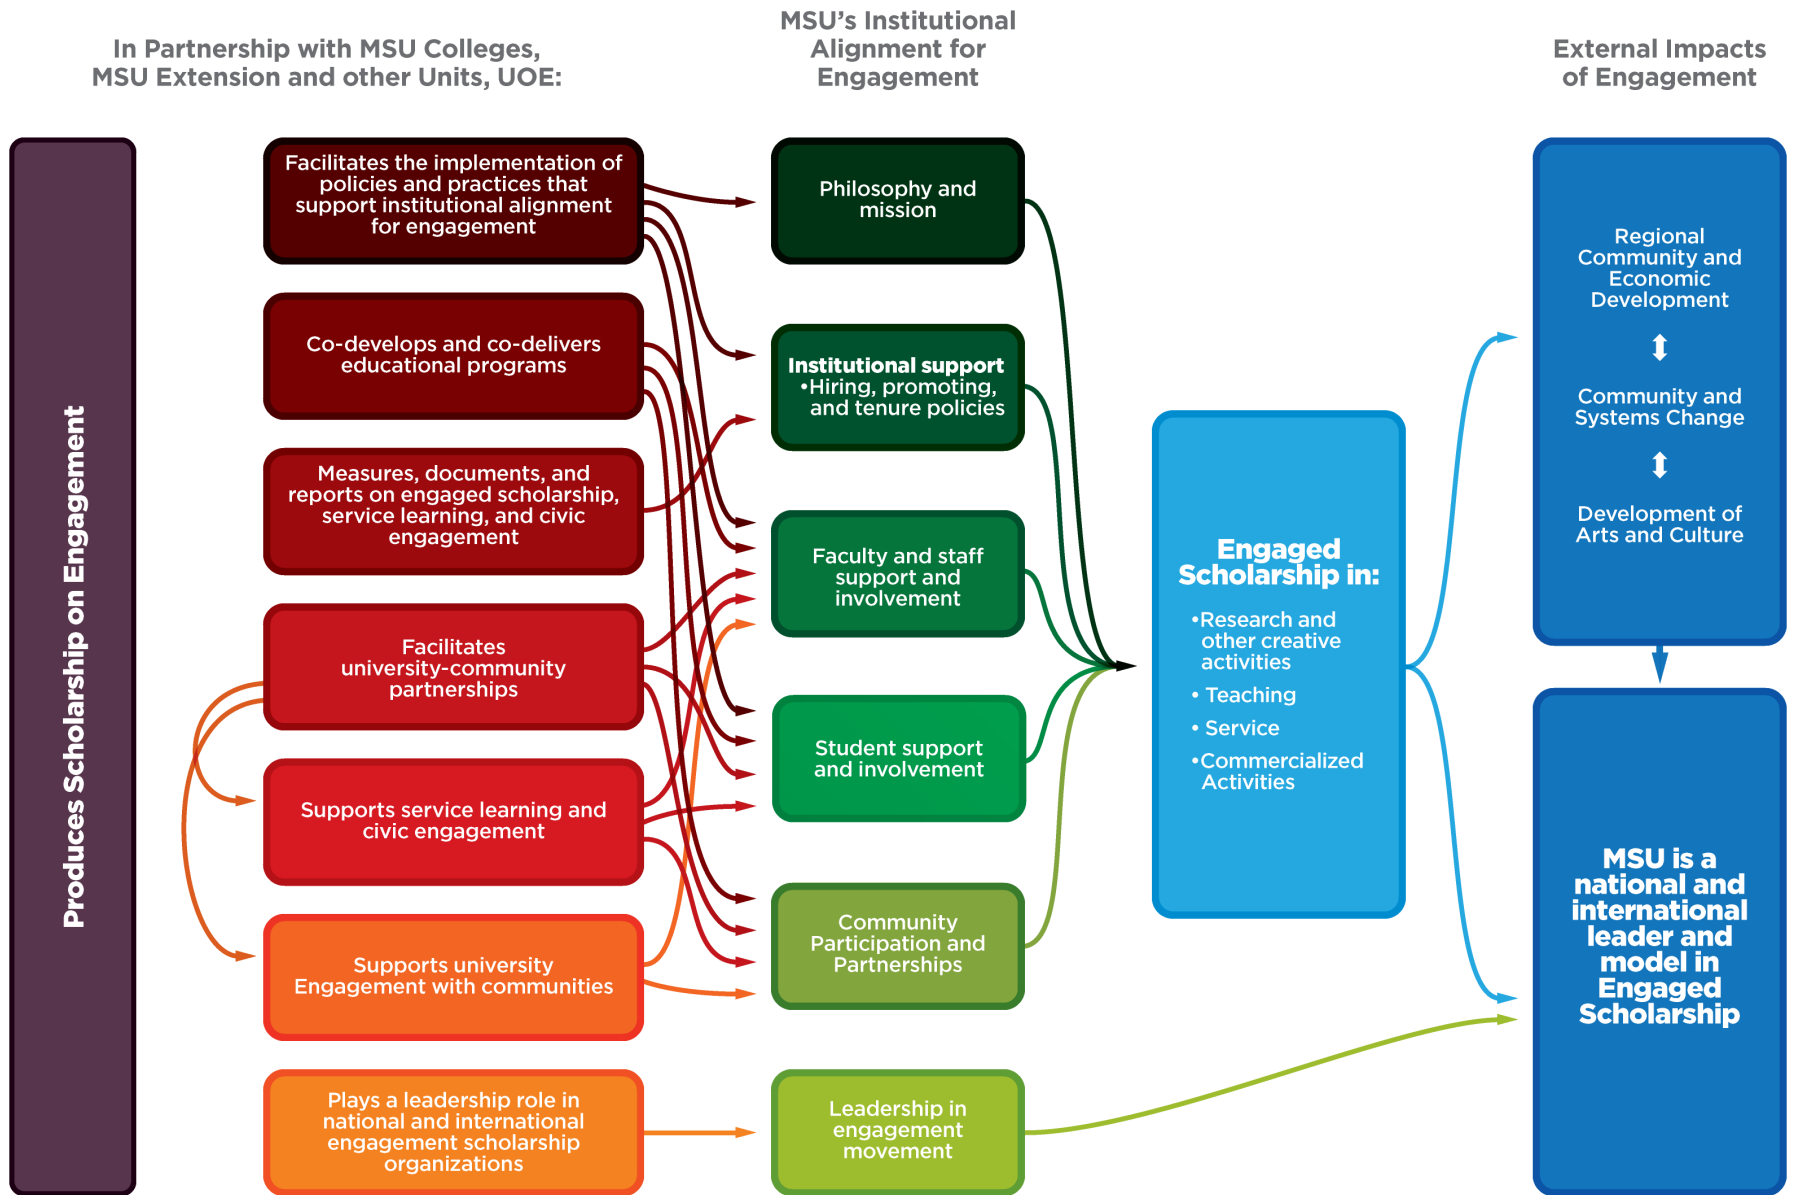 In Partnership with MSU Colleges,
MSU Extension and other Units, UOE:
MSU’s Institutional
Alignment for
Engagement
External Impacts
of Engagement
Produces Scholarship on Engagement
Facilitates the implementation of
policies and practices that
support institutional alignment
for engagement
Co-develops and co-delivers
educational programs
Measures, documents, and
reports on engaged scholarship,
service learning, and civic
engagement
Facilitates
university-community
partnerships
Supports service learning and
civic engagement
Supports university
Engagement with communities
Plays a leadership role in
national and international
engagement scholarship
organizations
Philosophy and
mission
Institutional support
•Hiring, promoting,
and tenure policies
Faculty and staff
support and
involvement
Student support
and involvement
Community
Participation and
Partnerships
Leadership in
engagement
movement
Engaged
Scholarship in:
•Research and
other creative
activities
• Teaching
• Service
•Commercialized
Activities
Regional
Community and
Economic
Development
Community and
Systems Change
Development of
Arts and Culture
MSU is a
national and
international
leader and
model in
Engaged
Scholarship